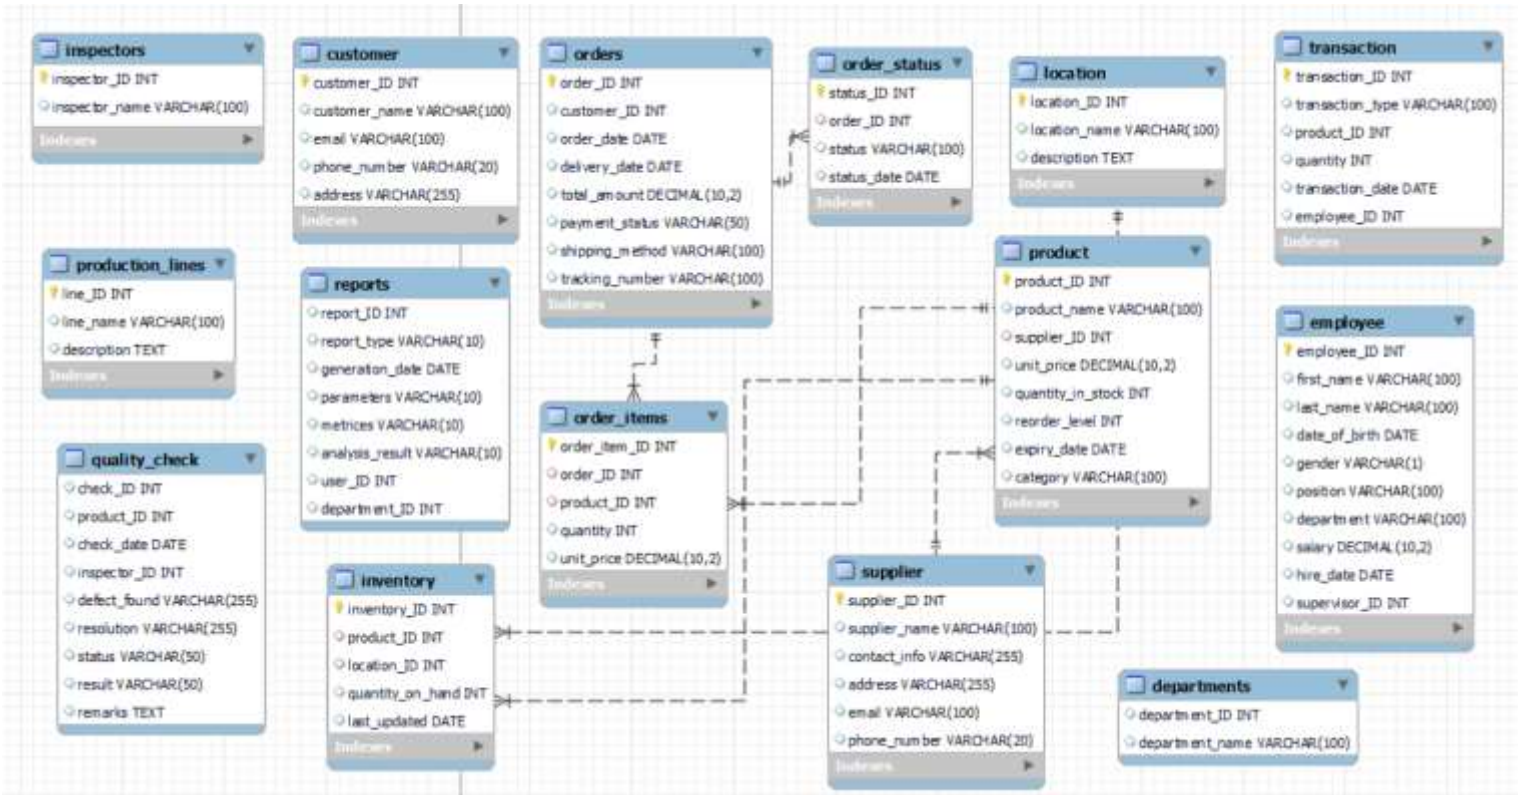 inspectors
inspector_ID INT
inspector_name VARCHAR(100)
Indexes
customer
customer_ID INT
customer_name VARCHAR(100)
email VARCHAR(100)
phone_number VARCHAR(20)
address VARCHAR(255)
Indexes
orders
order_ID INT
customer_ID INT
order_date DATE
delivery_date DATE
total_amount DECIMAL(10,2)
payment_status VARCHAR(50)
shipping_method VARCHAR(100)
tracking_number VARCHAR(100)
Indexes
order_status
status_ID INT
order_ID INT
status VARCHAR(100)
status_date DATE
Indexes
location
location_ID INT
location_name VARCHAR(100)
description TEXT
Indexes
transaction
transaction_ID INT
transaction_type VARCHAR(100)
product_ID INT
quantity INT
transaction_date DATE
employee_ID INT
Indexes
production_lines
line_ID INT
line_name VARCHAR(100)
description TEXT
Indexes
reports
report_ID INT
report_type VARCHAR(10)
generation_date DATE
parameters VARCHAR(10)
metrices VARCHAR(10)
analysis_result VARCHAR(10)
user_ID INT
department_ID INT
product
product_ID INT
product_name VARCHAR(100)
supplier_ID INT
unit_price DECIMAL(10,2)
quantity_in_stock INT
reorder_level INT
expiry_date DATE
category VARCHAR(100)
Indexes
employee
employee_ID INT
first_name VARCHAR(100)
last_name VARCHAR(100)
date_of_birth DATE
gender VARCHAR(1)
position VARCHAR(100)
department VARCHAR(100)
salary DECIMAL(10,2)
hire_date DATE
supervisor_ID INT
Indexes
quality_check
check_ID INT
product_ID INT
check_date DATE
inspector_ID INT
defect_found VARCHAR(255)
resolution VARCHAR(255)
status VARCHAR(50)
result VARCHAR(50)
remarks TEXT
order_items
order_item_ID INT
order_ID INT
product_ID INT
quantity INT
unit_price DECIMAL(10,2)
Indexes
inventory
inventory_ID INT
product_ID INT
location_ID INT
quantity_on_hand INT
last_updated DATE
Indexes
supplier
supplier_ID INT
supplier_name VARCHAR(100)
contact_info VARCHAR(255)
address VARCHAR(255)
email VARCHAR(100)
phone_number VARCHAR(20)
Indexes
departments
department_ID INT
department_name VARCHAR(100)